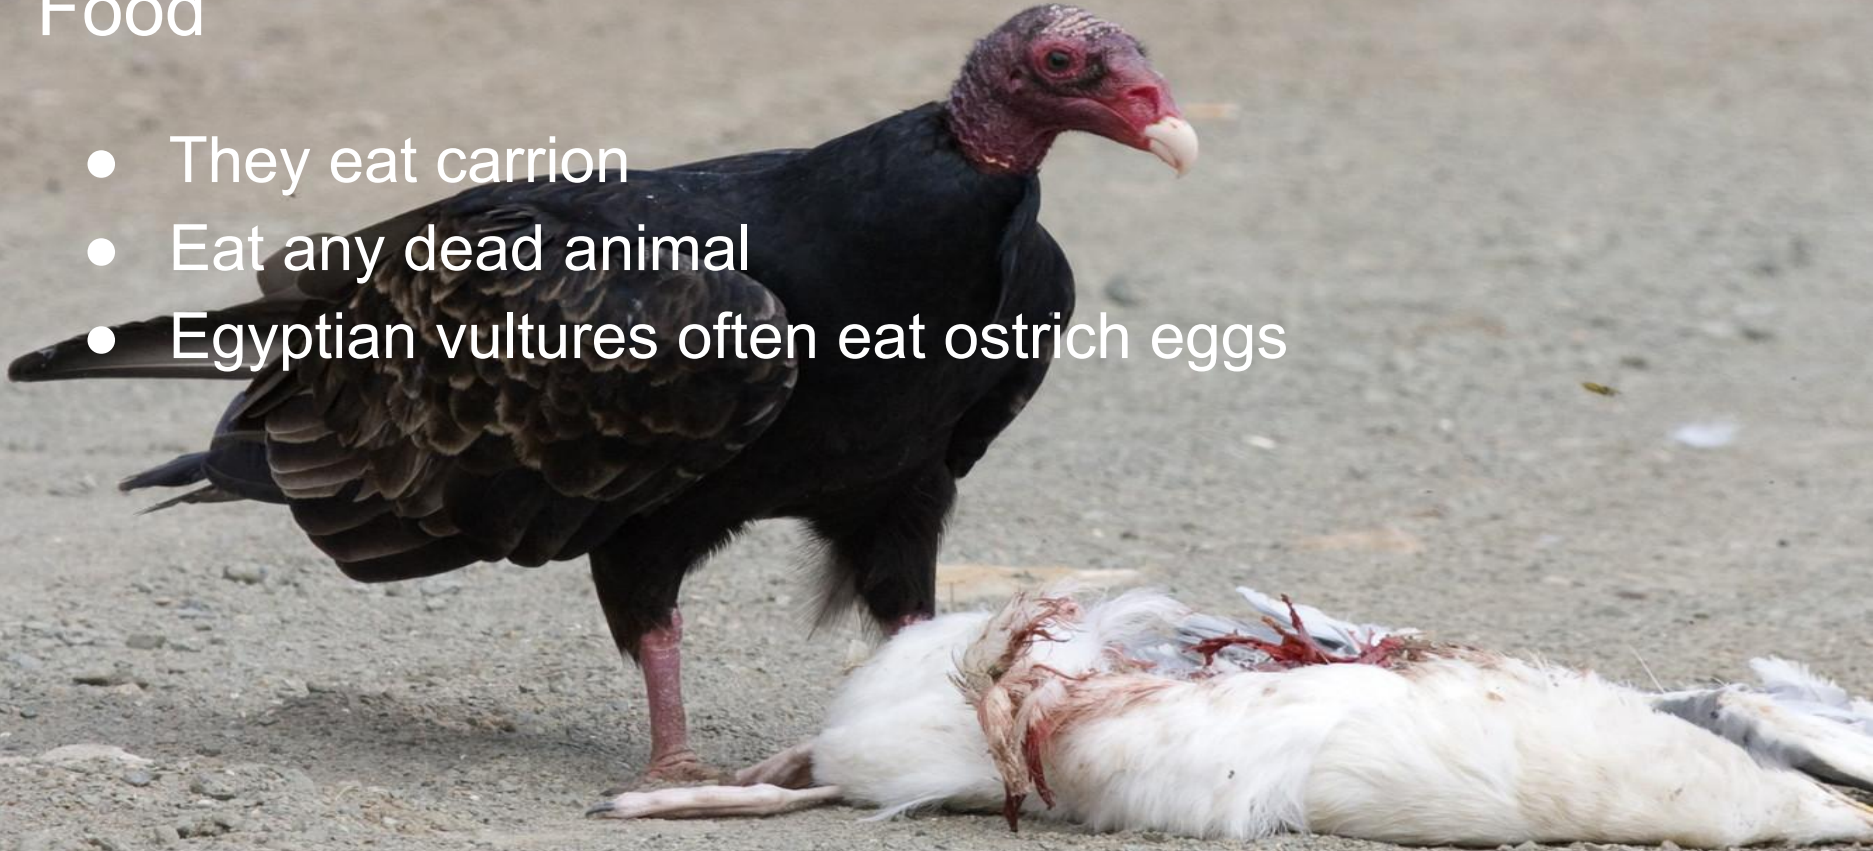 Food
● They eat carrion
● Eat any dead animal
● Egyptian vultures often eat ostrich eggs